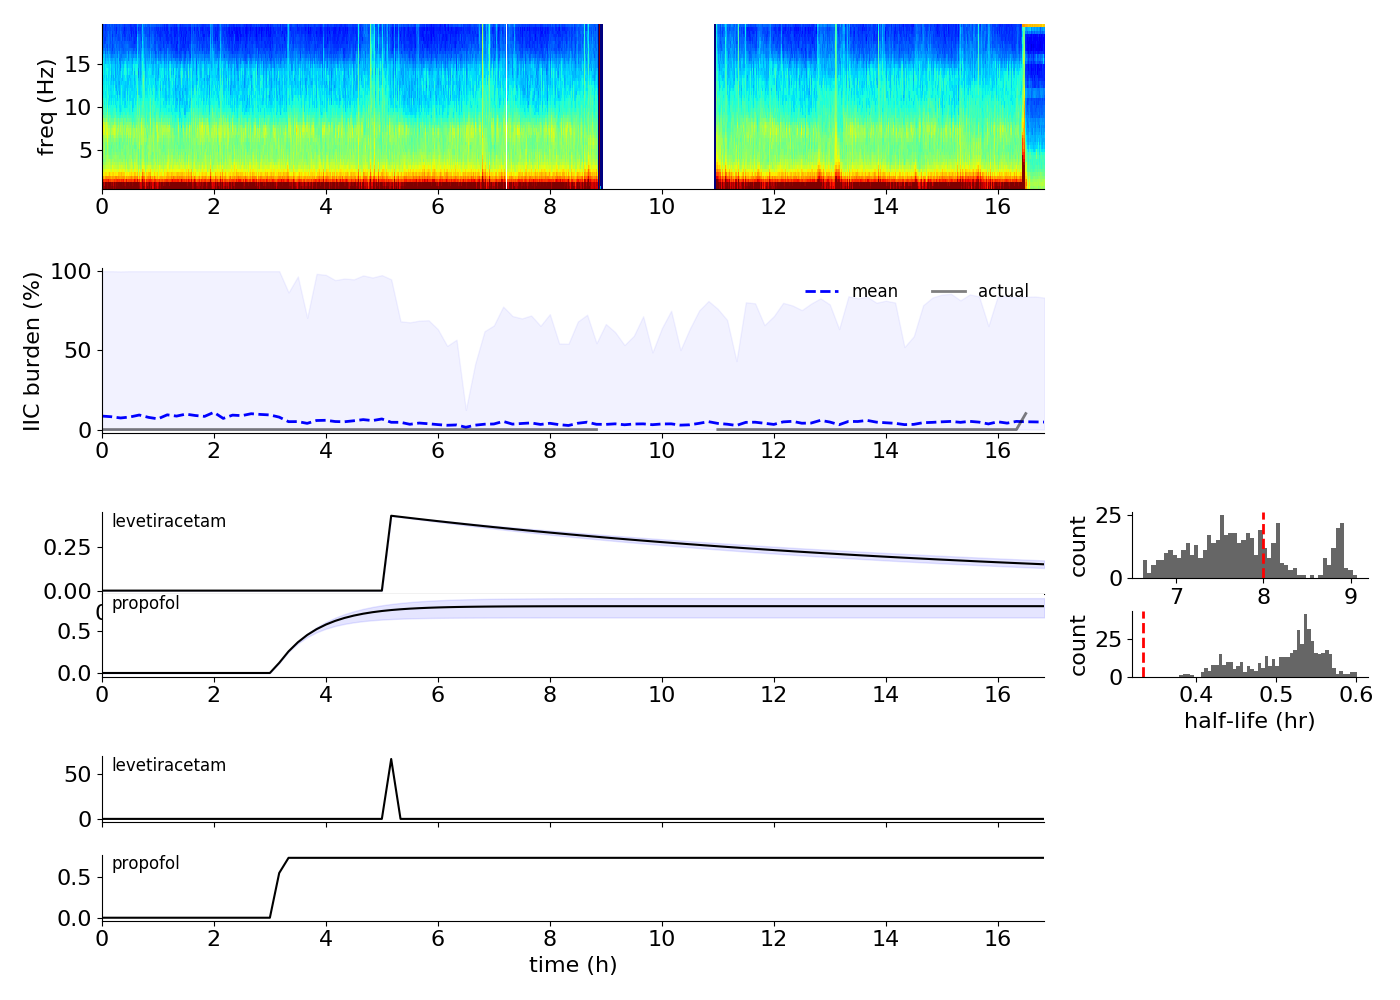 freq (Hz)
15
10
5
0 2 4 6 8 10 12 14 16
IIC burden (%)
100
50
0
mean actual
0 2 4 6 8 10 12 14 16
levetiracetam
0.25
0.00
0
propofol
0.5
0.0
0 2 4 6 8 10 12 14 16
count
25
0
7 8 9
count
25
0
0.4 0.5 0.6
half-life (hr)
levetiracetam
50
0
propofol
0.5
0.0
0 2 4 6 8 10 12 14 16
time (h)